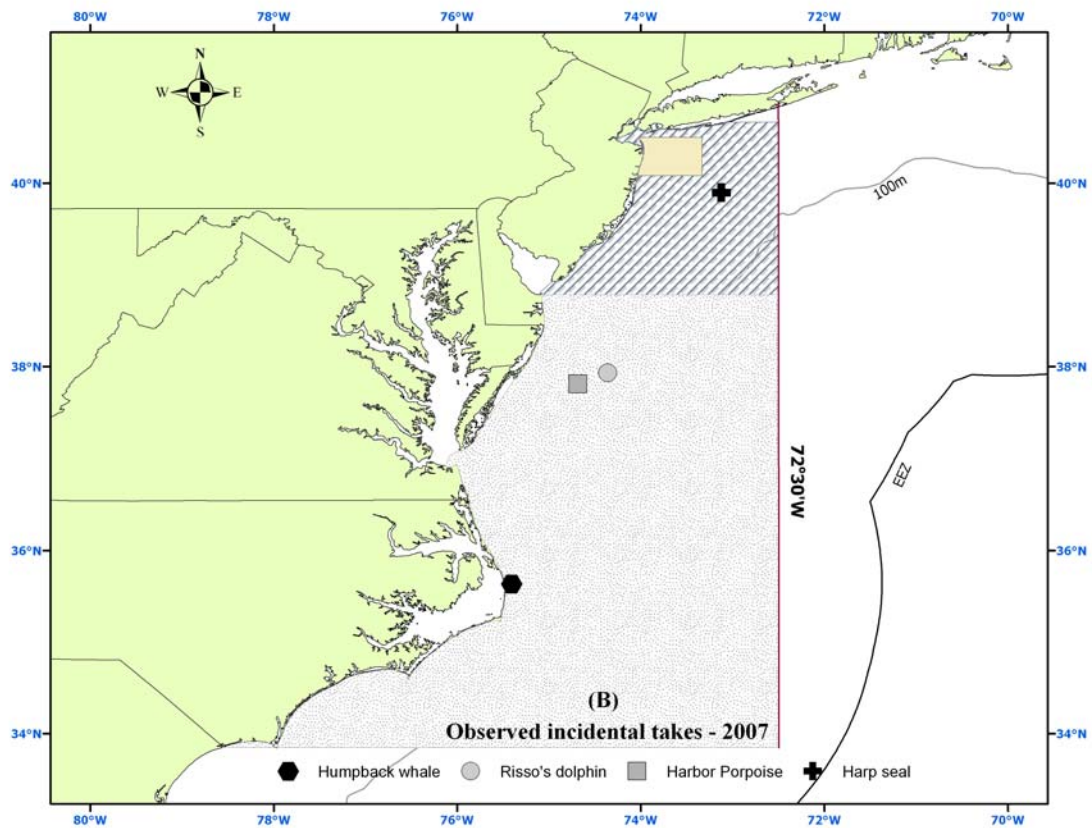 80°W 78°W 76°W 74°W 72°W 70°W
N
W E
S
40°N 40°N
100m
38°N 38°N
72°30'W
EEZ
36°N 36°N
34°N 34°N
(B)
Observed incidental takes - 2007
Humpback whale Risso's dolphin Harbor Porpoise Harp seal
80°W 78°W 76°W 74°W 72°W 70°W